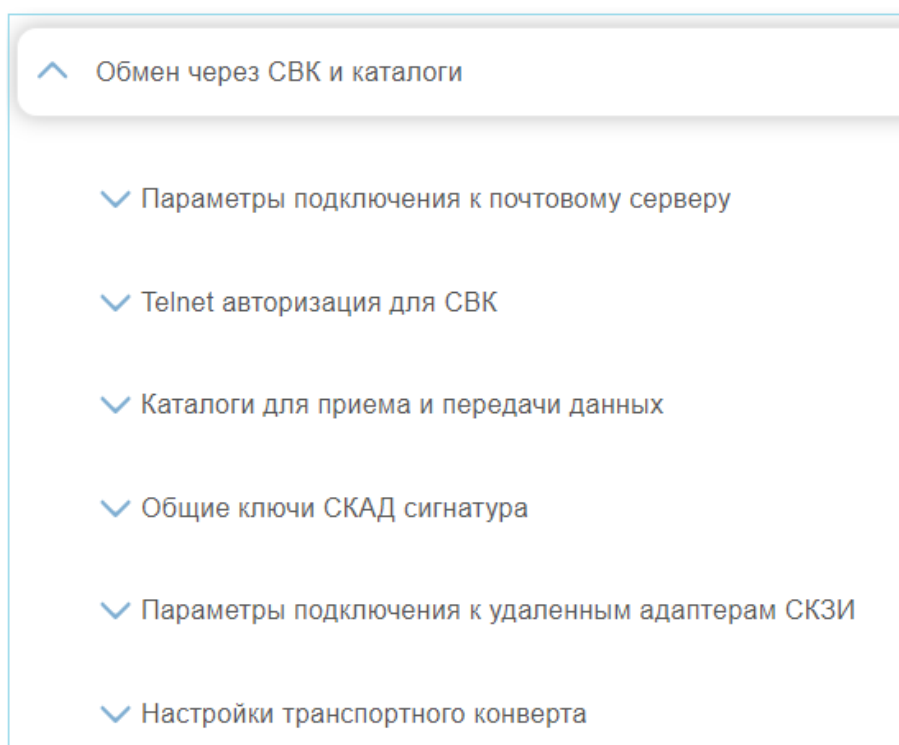 Обмен через СВК и каталоги
Параметры подключения к почтовому серверу
Telnet авторизация для СВК
Каталоги для приема и передачи данных
Общие ключи СКАД сигнатура
Параметры подключения к удаленным адаптерам СКЗИ
Настройки транспортного конверта